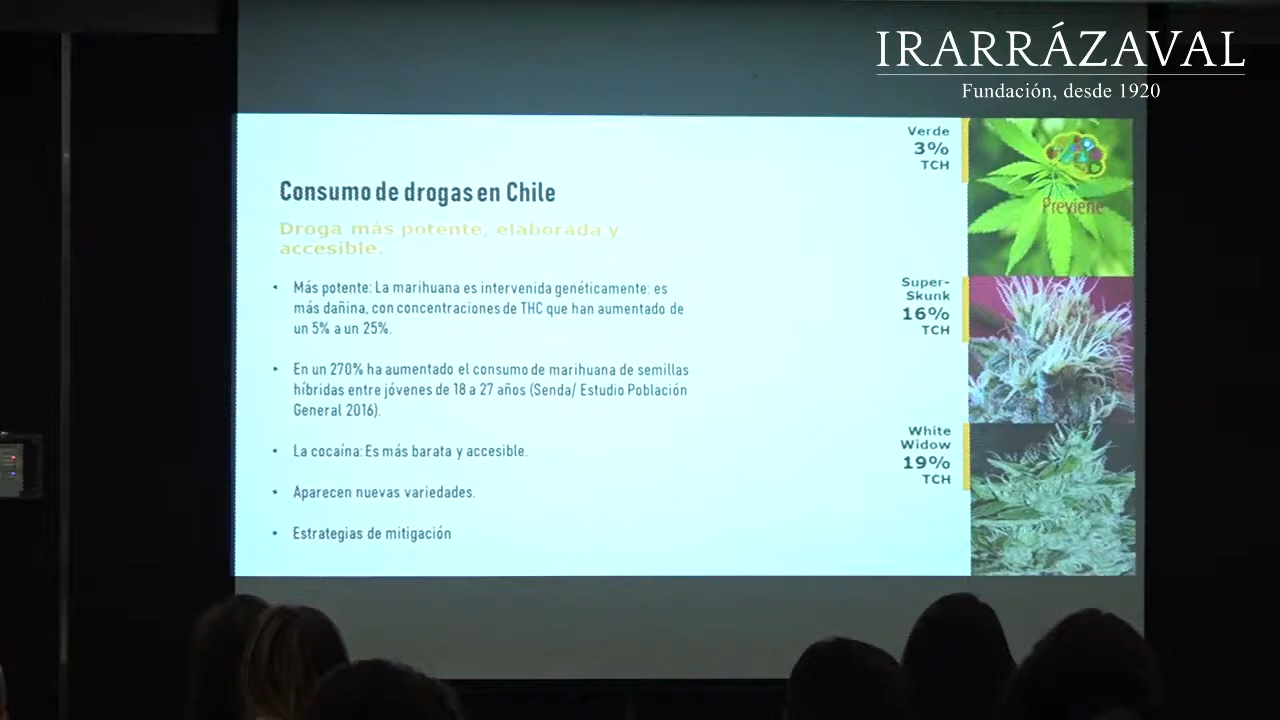 IRARRÁZAVAL
Fundación, desde 1920
Consumo de drogas en Chile
Droga más potente, elaborada y
accesible.
• Más potente: La marihuana es intervenida genéticamente: es
más dañina, con concentraciones de THC que han aumentado de
un 5% a un 25%.
• En un 270% ha aumentado el consumo de marihuana de semillas
híbridas entre jóvenes de 18 a 27 años (Senda/ Estudio Población
General 2016).
• La cocaína: Es más barata y accesible.
• Aparecen nuevas variedades.
• Estrategias de mitigación
Verde
3%
TCH
Previene
Super-
Skunk
16%
TCH
White
Widow
19%
TCH